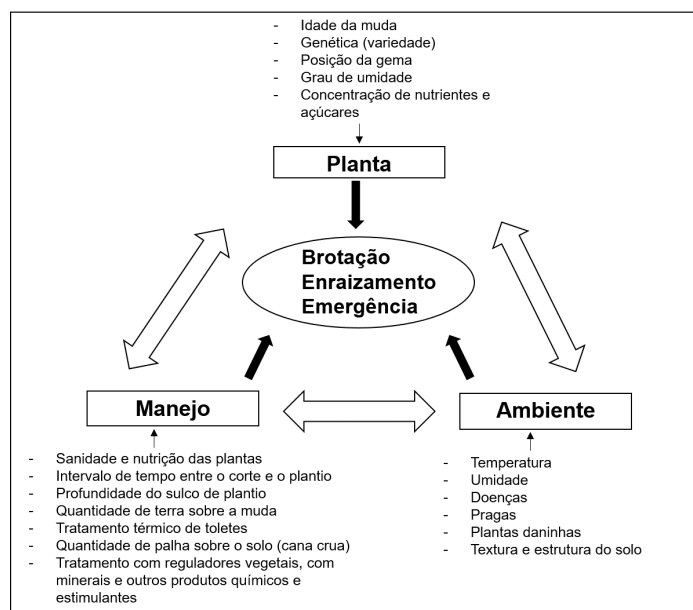 - Idade da muda
- Genética (variedade)
- Posição da gema
- Grau de umidade
- Concentração de nutrientes e
açúcares
Planta
Brotação
Enraizamento
Emergência
Manejo
- Sanidade e nutrição das plantas
- Intervalo de tempo entre o corte e o plantio
- Profundidade do sulco de plantio
- Quantidade de terra sobre a muda
- Tratamento térmico de toletes
- Quantidade de palha sobre o solo (cana crua)
- Tratamento com reguladores vegetais, com
minerais e outros produtos químicos e
estimulantes
Ambiente
- Temperatura
- Umidade
- Doenças
- Pragas
- Plantas daninhas
- Textura e estrutura do solo